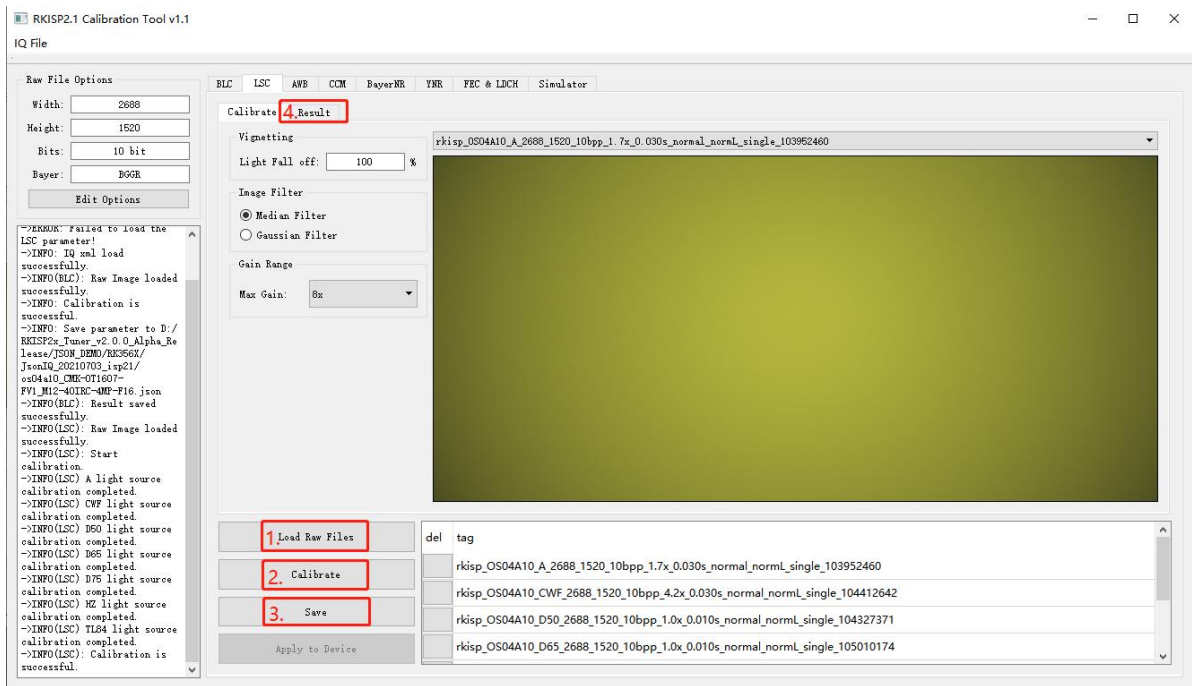 RKISP2.1 Calibration Tool v1.1
IQ File
Raw File Options
Width: 2688
Height: 1520
Bits: 10 bit
Bayer: BGGR
Edit Options
->ERROR: Failed to load the
LSC parameter!
->INFO: IQ xml load
successfully.
->INFO(BLC): Raw Image loaded
successfully.
->INFO: Calibration is
successful.
->INFO: Save parameter to D:/
RKISP2x_Tuner_v2.0.0_Alpha_Re
lease/JSON_DEMO/RK356X/
JsonIQ_20210703_isp21/
os04a10_CMK-OT1607-
FV1_M12-40IRC-4MP-F16.json
->INFO(BLC): Result saved
successfully.
->INFO(LSC): Raw Image loaded
successfully.
->INFO(LSC): Start
calibration.
->INFO(LSC) A light source
calibration completed.
->INFO(LSC) CWF light source
calibration completed.
->INFO(LSC) D50 light source
calibration completed.
->INFO(LSC) D65 light source
calibration completed.
->INFO(LSC) D75 light source
calibration completed.
->INFO(LSC) HZ light source
calibration completed.
->INFO(LSC) TL84 light source
calibration completed.
->INFO(LSC): Calibration is
successful.
BLC LSC AWB CCM BayerNR YNR FEC & LDCH Simulator
Calibrate 4.Result
Vignetting
Light Fall off: 100 %
Image Filter
Median Filter
Gaussian Filter
Gain Range
Max Gain: 8x
rkisp_OS04A10_A_2688_1520_10bpp_1.7x_0.030s_normal_normL_single_103952460
1.Load Raw Files
2. Calibrate
3. Save
Apply to Device
del tag
rkisp_OS04A10_A_2688_1520_10bpp_1.7x_0.030s_normal_normL_single_103952460
rkisp_OS04A10_CWF_2688_1520_10bpp_4.2x_0.030s_normal_normL_single_104412642
rkisp_OS04A10_D50_2688_1520_10bpp_1.0x_0.010s_normal_normL_single_104327371
rkisp_OS04A10_D65_2688_1520_10bpp_1.0x_0.010s_normal_normL_single_105010174